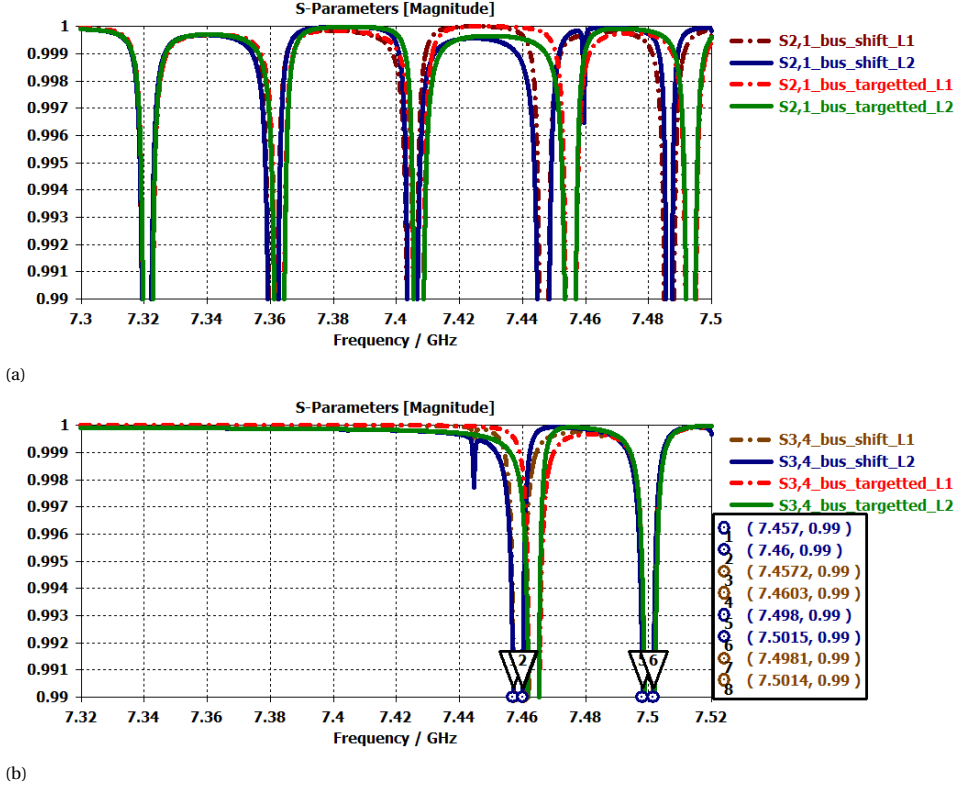 S-Parameters [Magnitude]
1
0.999
0.998
0.997
0.996
0.995
0.994
0.993
0.992
0.991
0.99
7.3 7.32 7.34 7.36 7.38 7.4 7.42 7.44 7.46 7.48 7.5
Frequency / GHz
S2,1_bus_shift_L1
S2,1_bus_shift_L2
S2,1_bus_targetted_L1
S2,1_bus_targetted_L2
(a)
S-Parameters [Magnitude]
1
0.999
0.998
0.997
0.996
0.995
0.994
0.993
0.992
0.991
0.99
7.32 7.34 7.36 7.38 7.4 7.42 7.44 7.46 7.48 7.5 7.52
Frequency / GHz
2 5 6
S3,4_bus_shift_L1
S3,4_bus_shift_L2
S3,4_bus_targetted_L1
S3,4_bus_targetted_L2
1 ( 7.457, 0.99 )
2 ( 7.46, 0.99 )
3 ( 7.4572, 0.99 )
4 ( 7.4603, 0.99 )
5 ( 7.498, 0.99 )
6 ( 7.5015, 0.99 )
7 ( 7.4981, 0.99 )
8 ( 7.5014, 0.99 )
(b)